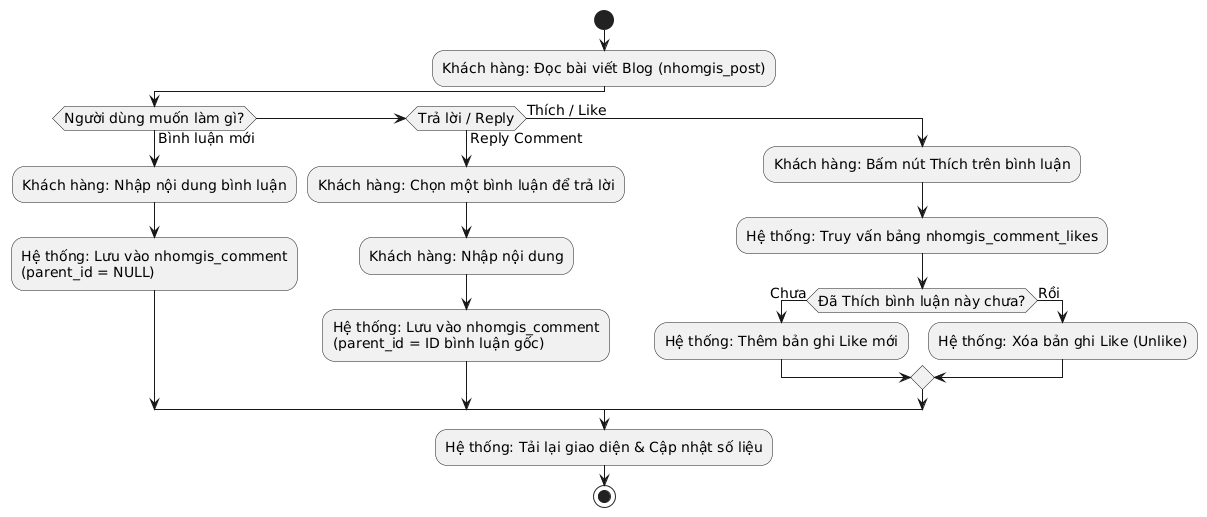 Khách hàng: Đọc bài viết Blog (nhomgis_post)
Người dùng muốn làm gì?
Bình luận mới
Trả lời / Reply
Reply Comment
Thích / Like
Khách hàng: Nhập nội dung bình luận
Hệ thống: Lưu vào nhomgis_comment
(parent_id = NULL)
Khách hàng: Chọn một bình luận để trả lời
Khách hàng: Nhập nội dung
Hệ thống: Lưu vào nhomgis_comment
(parent_id = ID bình luận gốc)
Khách hàng: Bấm nút Thích trên bình luận
Hệ thống: Truy vấn bảng nhomgis_comment_likes
Đã Thích bình luận này chưa?
Chưa
Rồi
Hệ thống: Thêm bản ghi Like mới
Hệ thống: Xóa bản ghi Like (Unlike)
Hệ thống: Tải lại giao diện & Cập nhật số liệu